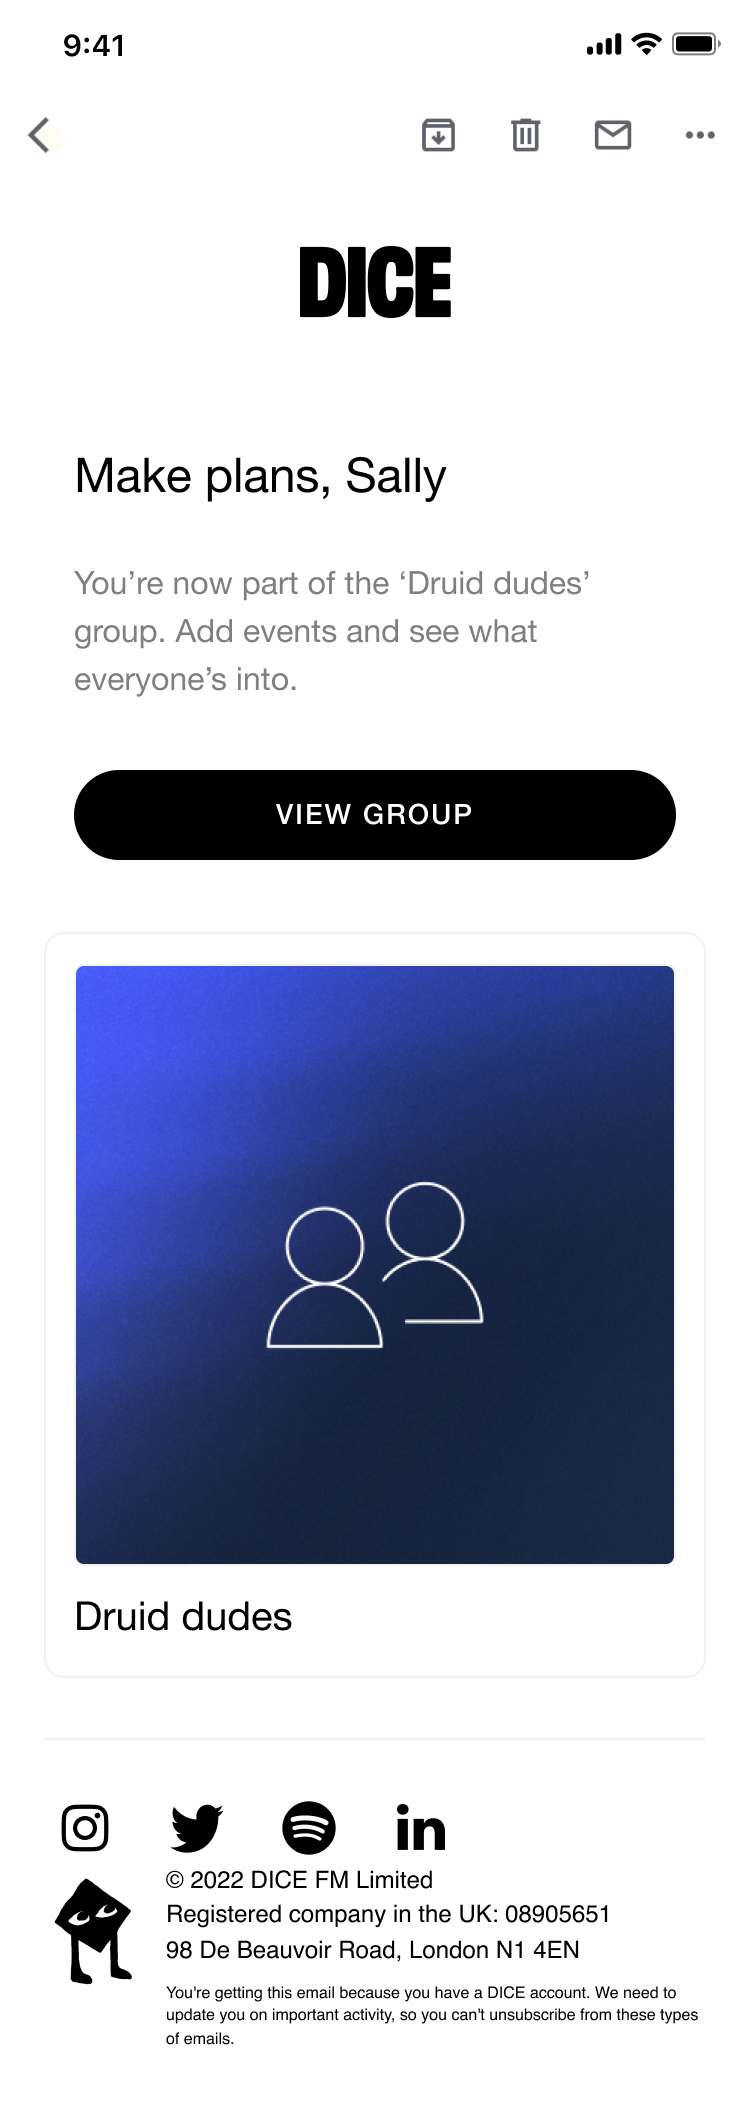 9:41
DICE
Make plans, Sally
You’re now part of the ‘Druid dudes’
group. Add events and see what
everyone’s into.
VIEW GROUP
Druid dudes
© 2022 DICE FM Limited
Registered company in the UK: 08905651
98 De Beauvoir Road, London N1 4EN
You're getting this email because you have a DICE account. We need to
update you on important activity, so you can't unsubscribe from these types
of emails.